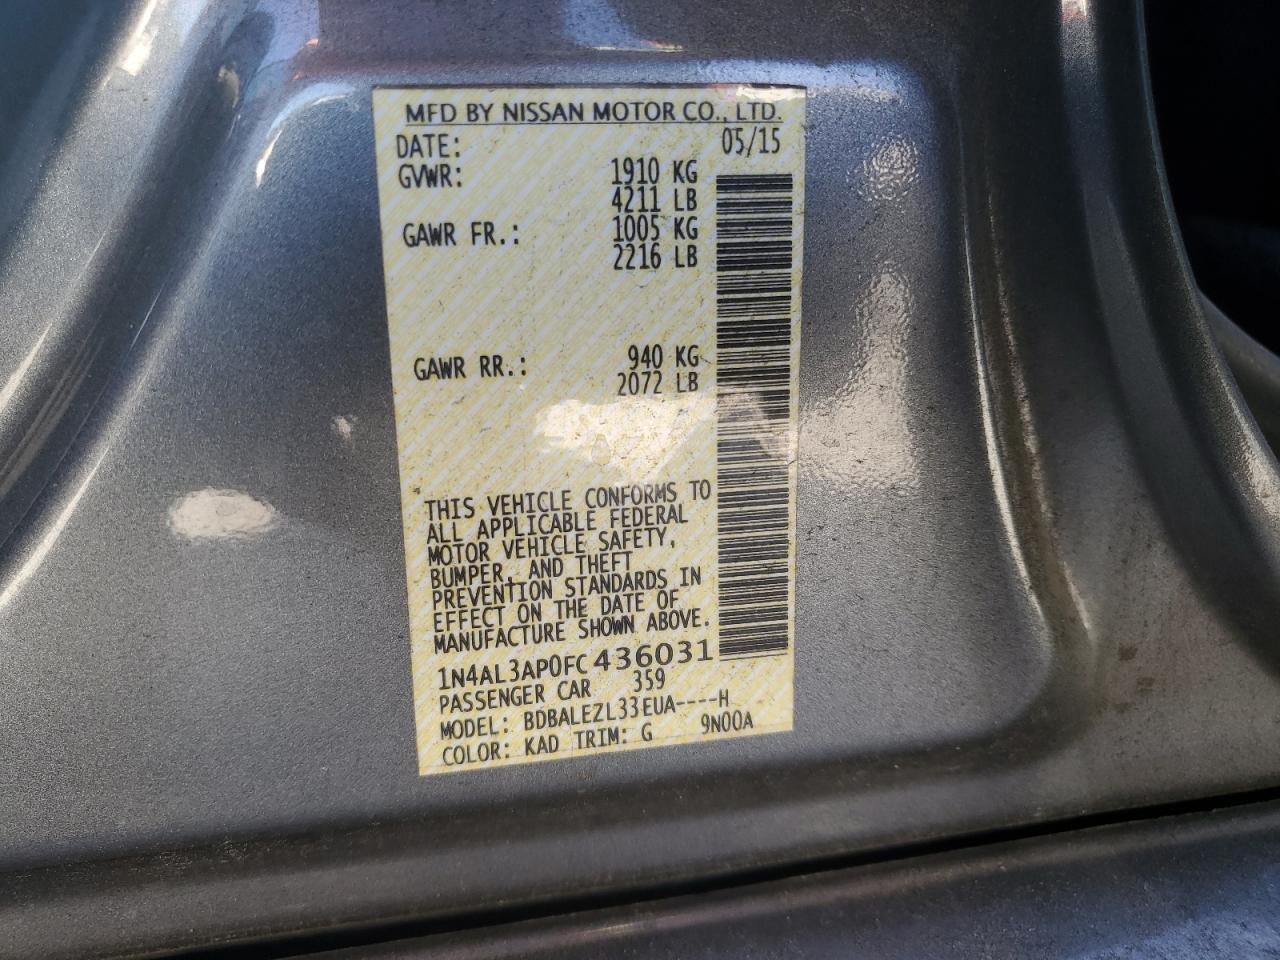 MFD BY NISSAN MOTOR CO., LTD.
DATE: 05/15
GVWR: 1910 KG
4211 LB
GAWR FR.: 1005 KG
2216 LB
GAWR RR.: 940 KG
2072 LB
THIS VEHICLE CONFORMS TO
ALL APPLICABLE FEDERAL
MOTOR VEHICLE SAFETY,
BUMPER, AND THEFT
PREVENTION STANDARDS IN
EFFECT ON THE DATE OF
MANUFACTURE SHOWN ABOVE.
1N4AL3AP0FC436031
PASSENGER CAR 359
MODEL: BDBALEZL33EUA----H
COLOR: KAD TRIM: G 9N00A